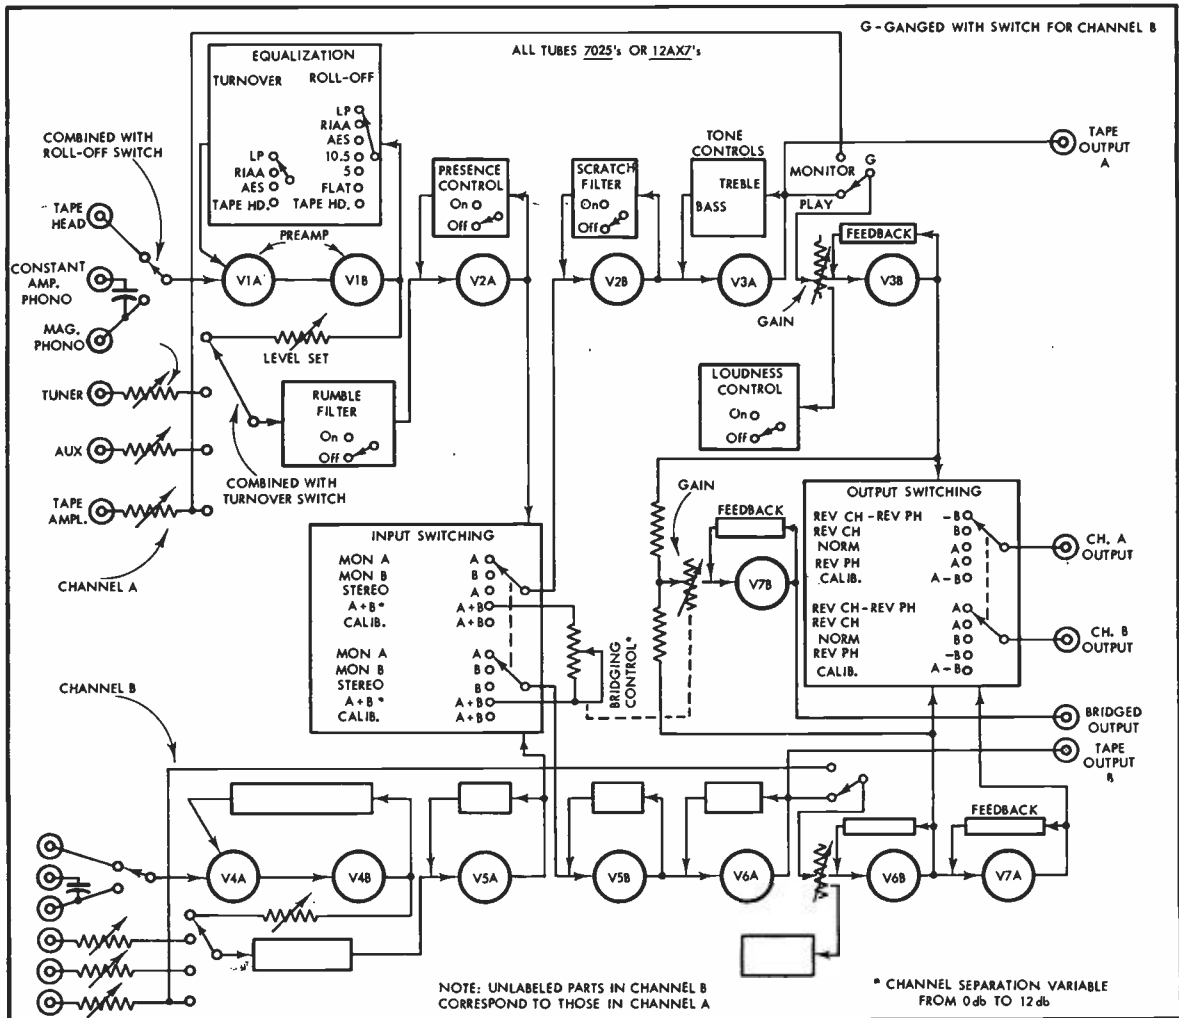 G-GANGED WITH SWITCH FOR CHANNEL B
ALL TUBES 7025's OR 12AX7's
EQUALIZATION
TURNOVER
ROLL-OFF
LP
RIAA
AES
10.5
5
FLAT
TAPE HD.
LP
RIAA
AES
TAPE HD.
COMBINED WITH
ROLL-OFF SWITCH
TAPE
HEAD
CONSTANT
AMP.
PHONO
MAG.
PHONO
TUNER
AUX
TAPE
AMPL.
CHANNEL A
PREAMP
V1A
V1B
LEVEL SET
RUMBLE
FILTER
On
Off
COMBINED WITH
TURNOVER SWITCH
PRESENCE
CONTROL
On
Off
V2A
SCRATCH
FILTER
On
Off
V2B
TONE
CONTROLS
TREBLE
BASS
V3A
MONITOR
G
PLAY
FEEDBACK
V3B
GAIN
LOUDNESS
CONTROL
On
Off
TAPE
OUTPUT
A
INPUT SWITCHING
MON A A
MON B B
STEREO A
A+B* A+B
CALIB. A+B
MON A A
MON B B
STEREO B
A+B* A+B
CALIB. A+B
BRIDGING
CONTROL*
GAIN
FEEDBACK
V7B
OUTPUT SWITCHING
REV CH-REV PH -B
REV CH B
NORM A
REV PH A
CALIB. A-B
REV CH-REV PH A
REV CH A
NORM B
REV PH -B
CALIB. A-B
CH. A
OUTPUT
CH. B
OUTPUT
BRIDGED
OUTPUT
TAPE
OUTPUT
B
CHANNEL B
V4A
V4B
V5A
V5B
V6A
V6B
FEEDBACK
V7A
NOTE: UNLABELED PARTS IN CHANNEL B
CORRESPOND TO THOSE IN CHANNEL A
* CHANNEL SEPARATION VARIABLE
FROM 0db TO 12db